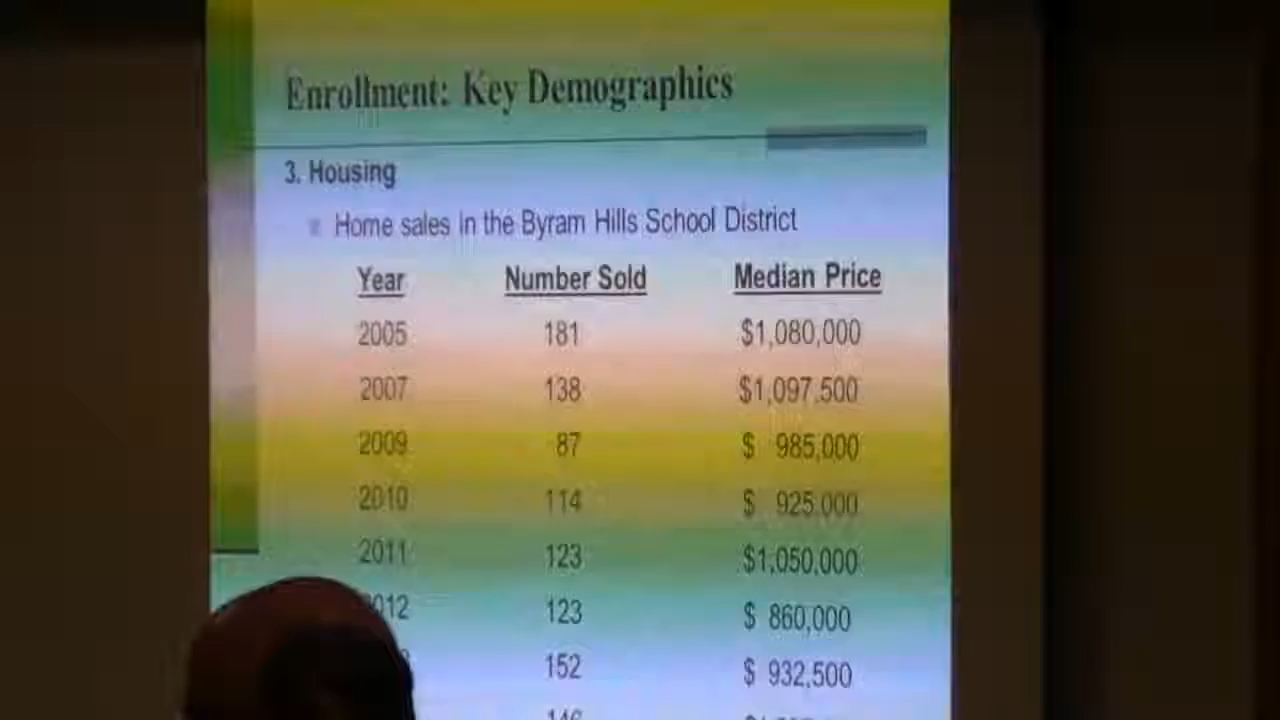 Enrollment: Key Demographics
3. Housing
Home sales in the Byram Hills School District
Year Number Sold Median Price
2005 181 $1,080,000
2007 138 $1,097,500
2009 87 $ 985,000
2010 114 $ 925,000
2011 123 $1,050,000
123 $ 860,000
152 $ 932,500